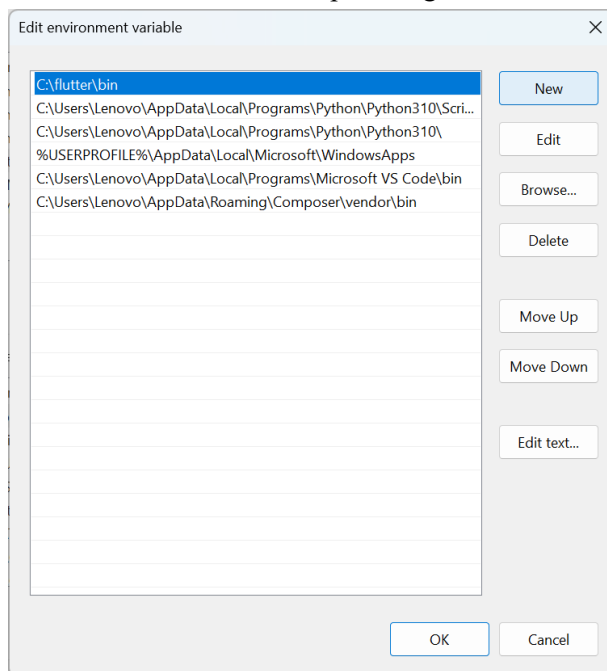 Edit environment variable
C:\flutter\bin
C:\Users\Lenovo\AppData\Local\Programs\Python\Python310\Scri...
C:\Users\Lenovo\AppData\Local\Programs\Python\Python310\
%USERPROFILE%\AppData\Local\Microsoft\WindowsApps
C:\Users\Lenovo\AppData\Local\Programs\Microsoft VS Code\bin
C:\Users\Lenovo\AppData\Roaming\Composer\vendor\bin
New
Edit
Browse...
Delete
Move Up
Move Down
Edit text...
OK
Cancel